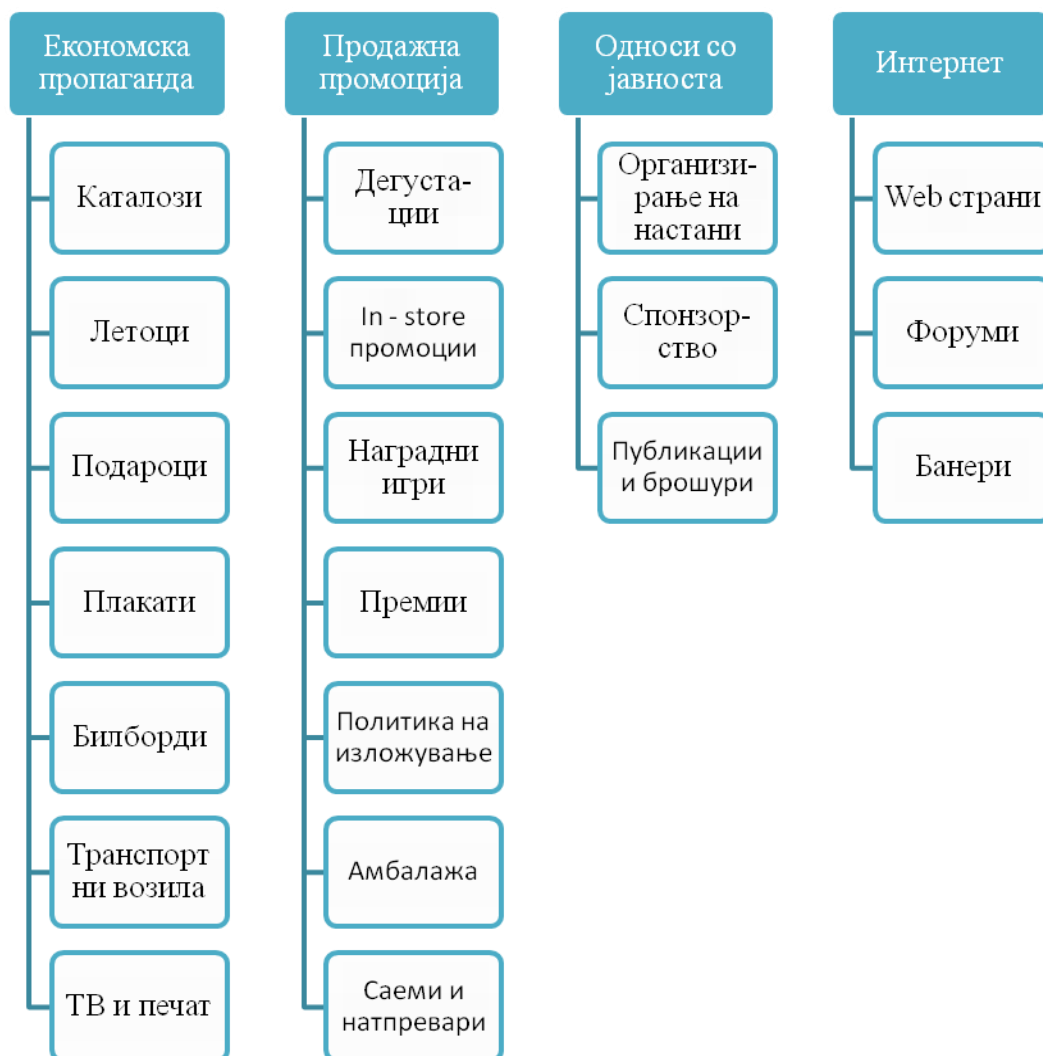 Економска
пропаганда
Каталози
Летоци
Подароци
Плакати
Билборди
Транспорт
ни возила
ТВ и печат
Продажна
промоција
Дегуста-
ции
In - store
промоции
Наградни
игри
Премии
Политика на
изложување
Амбалажа
Саеми и
натпревари
Односи со
јавноста
Организи-
рање на
настани
Спонзор-
ство
Публикации
и брошури
Интернет
Web страни
Форуми
Банери